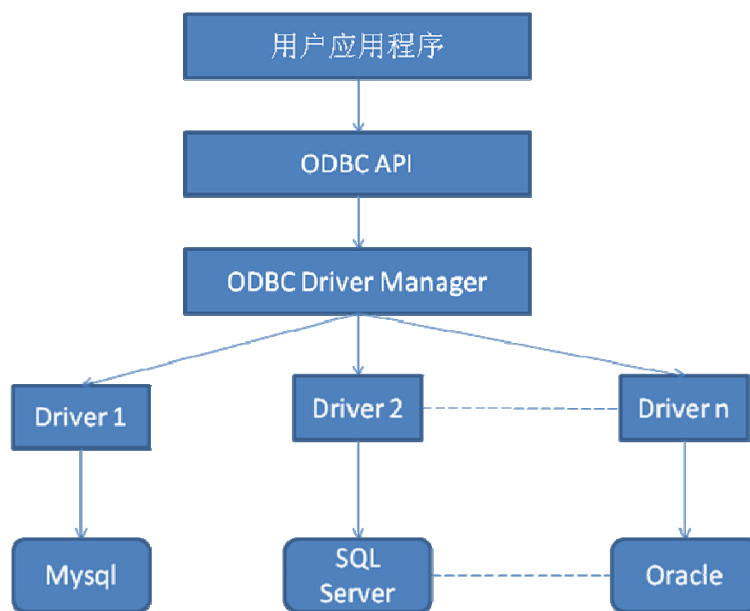 用户应用程序
ODBC API
ODBC Driver Manager
Driver 1
Driver 2
Driver n
Mysql
SQL
Server
Oracle